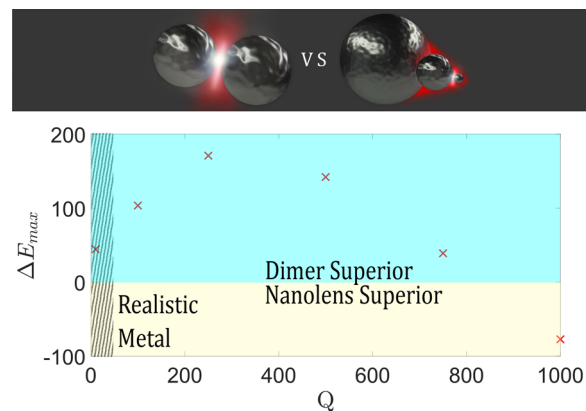 VS
200
100
0
-100
ΔE_max
Dimer Superior
Nanolens Superior
Realistic
Metal
0
200
400
600
800
1000
Q